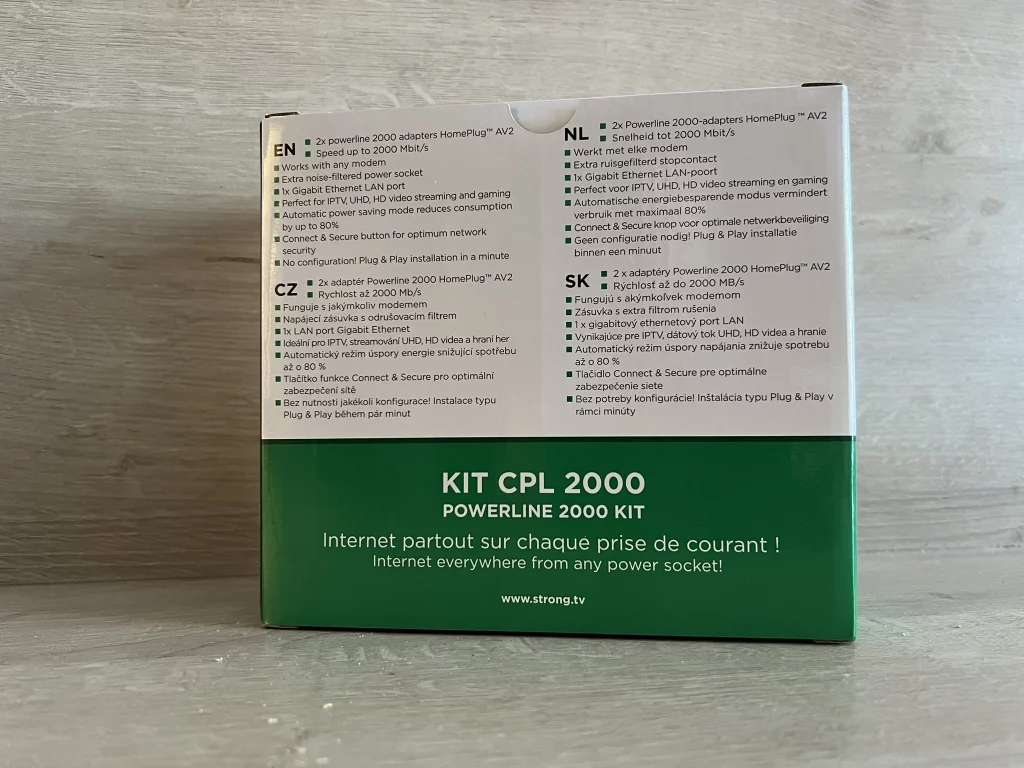 EN
2x powerline 2000 adapters HomePlug™ AV2
Speed up to 2000 Mbit/s
Works with any modem
Extra noise-filtered power socket
1x Gigabit Ethernet LAN port
Perfect for IPTV, UHD, HD video streaming and gaming
Automatic power saving mode reduces consumption
by up to 80%
Connect & Secure button for optimum network
security
No configuration! Plug & Play installation in a minute
CZ
2x adaptér Powerline 2000 HomePlug™ AV2
Rychlost až 2000 Mb/s
Funguje s jakýmkoliv modemem
Napájecí zásuvka s odrušovacím filtrem
1x LAN port Gigabit Ethernet
Ideální pro IPTV, streamování UHD, HD videa a hraní her
Automatický režim úspory energie snižující spotřebu
až o 80 %
Tlačítko funkce Connect & Secure pro optimální
zabezpečení sítě
Bez nutnosti jakékoli konfigurace! Instalace typu
Plug & Play během pár minut
NL
2x Powerline 2000-adapters HomePlug ™ AV2
Snelheid tot 2000 Mbit/s
Werkt met elke modem
Extra ruisgefilterd stopcontact
1x Gigabit Ethernet LAN-poort
Perfect voor IPTV, UHD, HD video streaming en gaming
Automatische energiebesparende modus vermindert
verbruik met maximaal 80%
Connect & Secure knop voor optimale netwerkbeveiliging
Geen configuratie nodig! Plug & Play installatie
binnen een minuut
SK
2 x adaptéry Powerline 2000 HomePlug™ AV2
Rýchlosť až do 2000 MB/s
Fungujú s akýmkoľvek modemom
Zásuvka s extra filtrom rušenia
1 x gigabitový ethernetový port LAN
Vynikajúce pre IPTV, dátový tok UHD, HD videa a hranie
Automatický režim úspory napájania znižuje spotrebu
až o 80 %
Tlačidlo Connect & Secure pre optimálne
zabezpečenie siete
Bez potreby konfigurácie! Inštalácia typu Plug & Play v
rámci minúty
KIT CPL 2000
POWERLINE 2000 KIT
Internet partout sur chaque prise de courant !
Internet everywhere from any power socket!
www.strong.tv